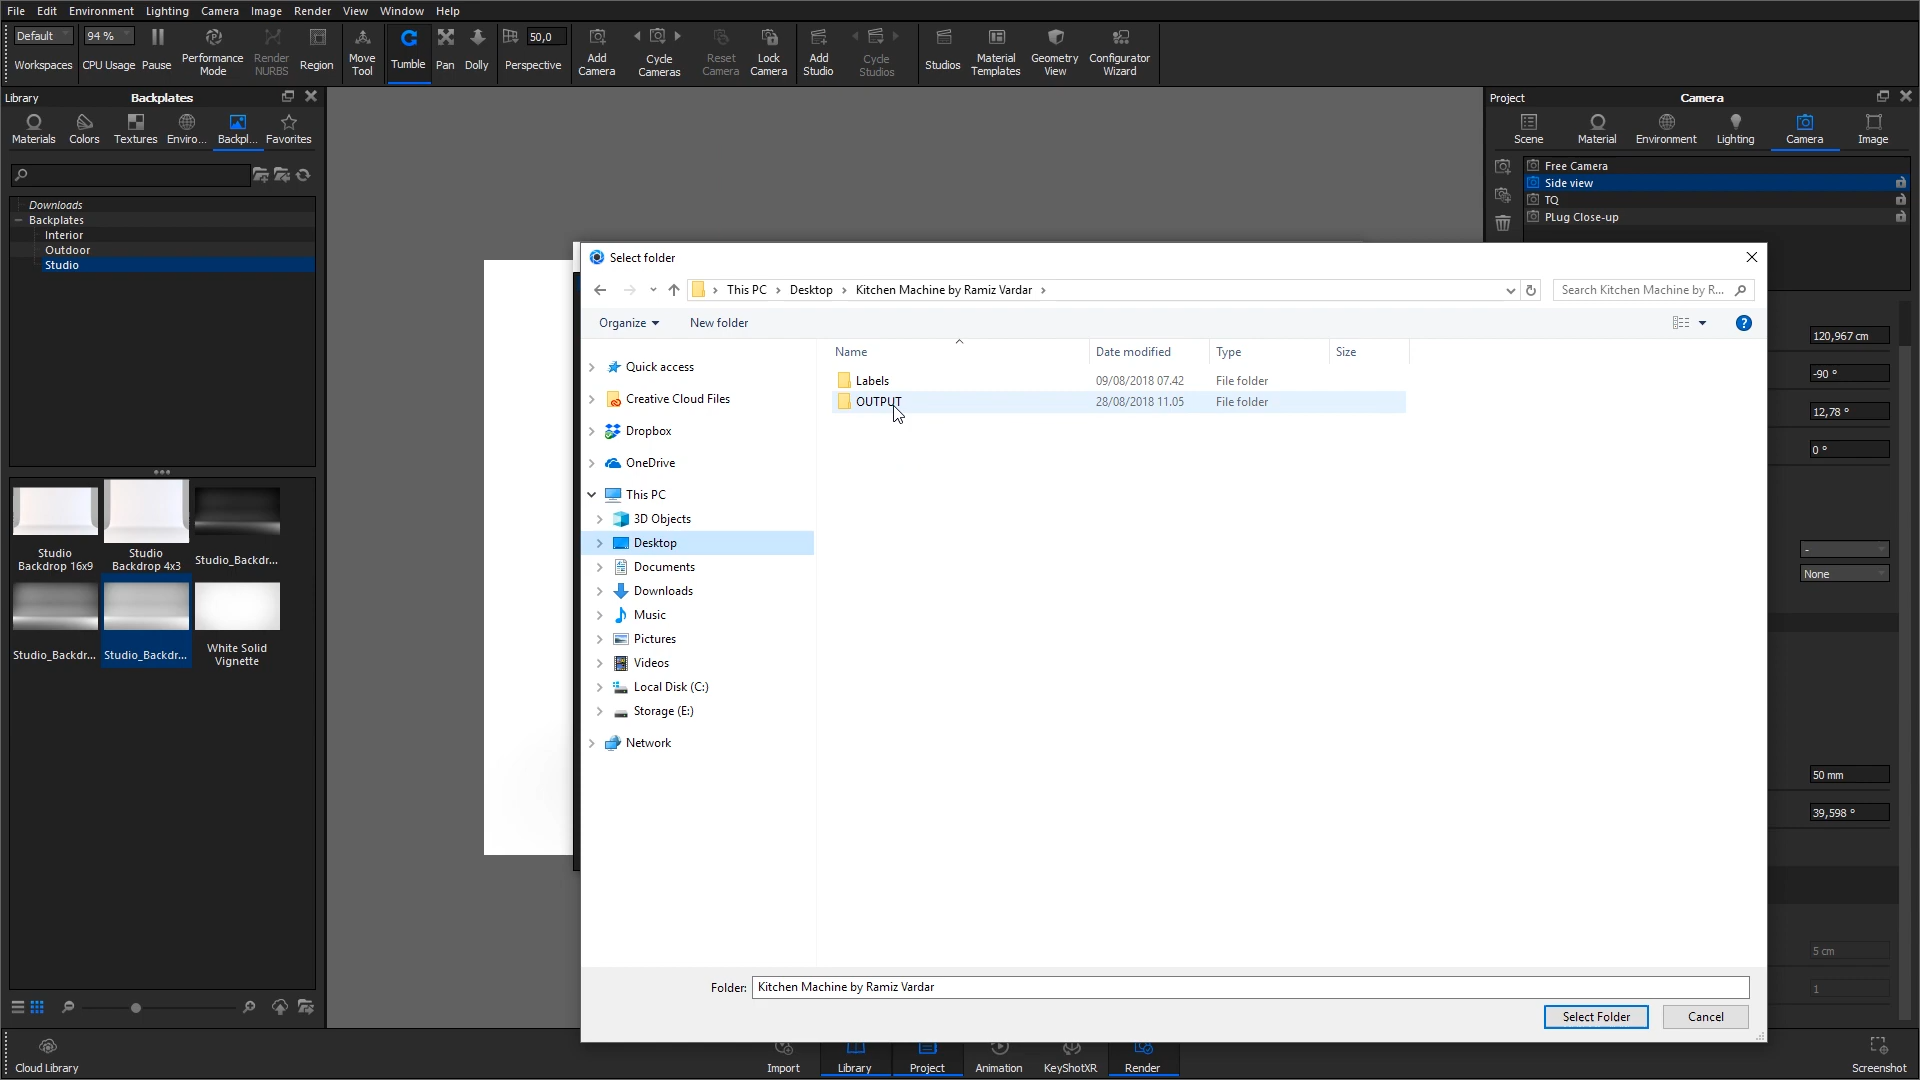 File Edit Environment Lighting Camera Image Render View Window Help
Default 94 % 50,0
Workspaces CPU Usage Pause Performance Mode Render NURBS Region Move Tool Tumble Pan Dolly Perspective Add Camera Cycle Cameras Reset Camera Lock Camera Add Studio Cycle Studios Studios Material Templates Geometry View Configurator Wizard
Library Backplates
Materials Colors Textures Enviro... Backpl... Favorites
Downloads
Backplates
Interior
Outdoor
Studio
Studio Backdrop 16x9
Studio Backdrop 4x3
Studio_Backdr...
Studio_Backdr...
Studio_Backdr...
White Solid Vignette
Project Camera
Scene Material Environment Lighting Camera Image
Free Camera
Side view
TQ
PLug Close-up
120,967 cm
-90 °
12,78 °
0 °
-
None
50 mm
39,598 °
5 cm
1
Select folder
This PC Desktop Kitchen Machine by Ramiz Vardar
Search Kitchen Machine by R...
Organize New folder
Quick access
Creative Cloud Files
Dropbox
OneDrive
This PC
3D Objects
Desktop
Documents
Downloads
Music
Pictures
Videos
Local Disk (C:)
Storage (E:)
Network
Name Date modified Type Size
Labels 09/08/2018 07.42 File folder
OUTPUT 28/08/2018 11.05 File folder
Folder: Kitchen Machine by Ramiz Vardar
Select Folder Cancel
Cloud Library Import Library Project Animation KeyShotXR Render Screenshot